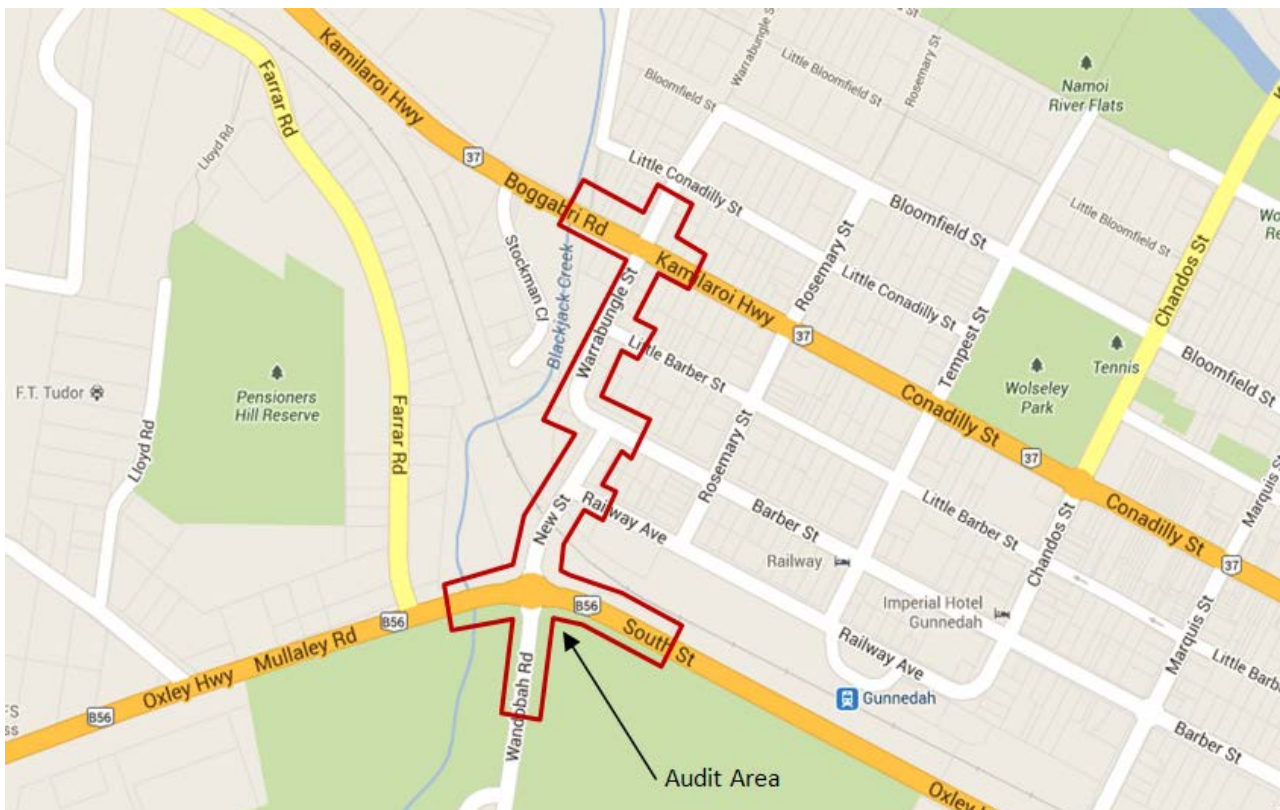 Kamilaroi Hwy
Farrar Rd
Lloyd Rd
37
Boggabri Rd
Warrabungle St
Rosemary St
Little Bloomfield St
Bloomfield St
Namoi
River Flats
Little Conadilly St
Bloomfield St
Little Bloomfield St
Chandos St
Stockman Cl
Blackjack Creek
Kamilaroi Hwy
Warrabungle St
Rosemary St
Little Conadilly St
37
Tempest St
Tennis
Wolseley
Park
Bloomfield St
F.T. Tudor
Pensioners
Hill Reserve
Farrar Rd
Lloyd Rd
Little Barber St
Conadilly St
37
Rosemary St
Conadilly St
Marquis St
37
New St
Railway Ave
Barber St
Little Barber St
Chandos St
Railway
Imperial Hotel
Gunnedah
B56
B56
South St
Mullaley Rd
Oxley Hwy
B56
Wandobah Rd
Railway Ave
Gunnedah
Marquis St
Little Barber
Barber St
Audit Area